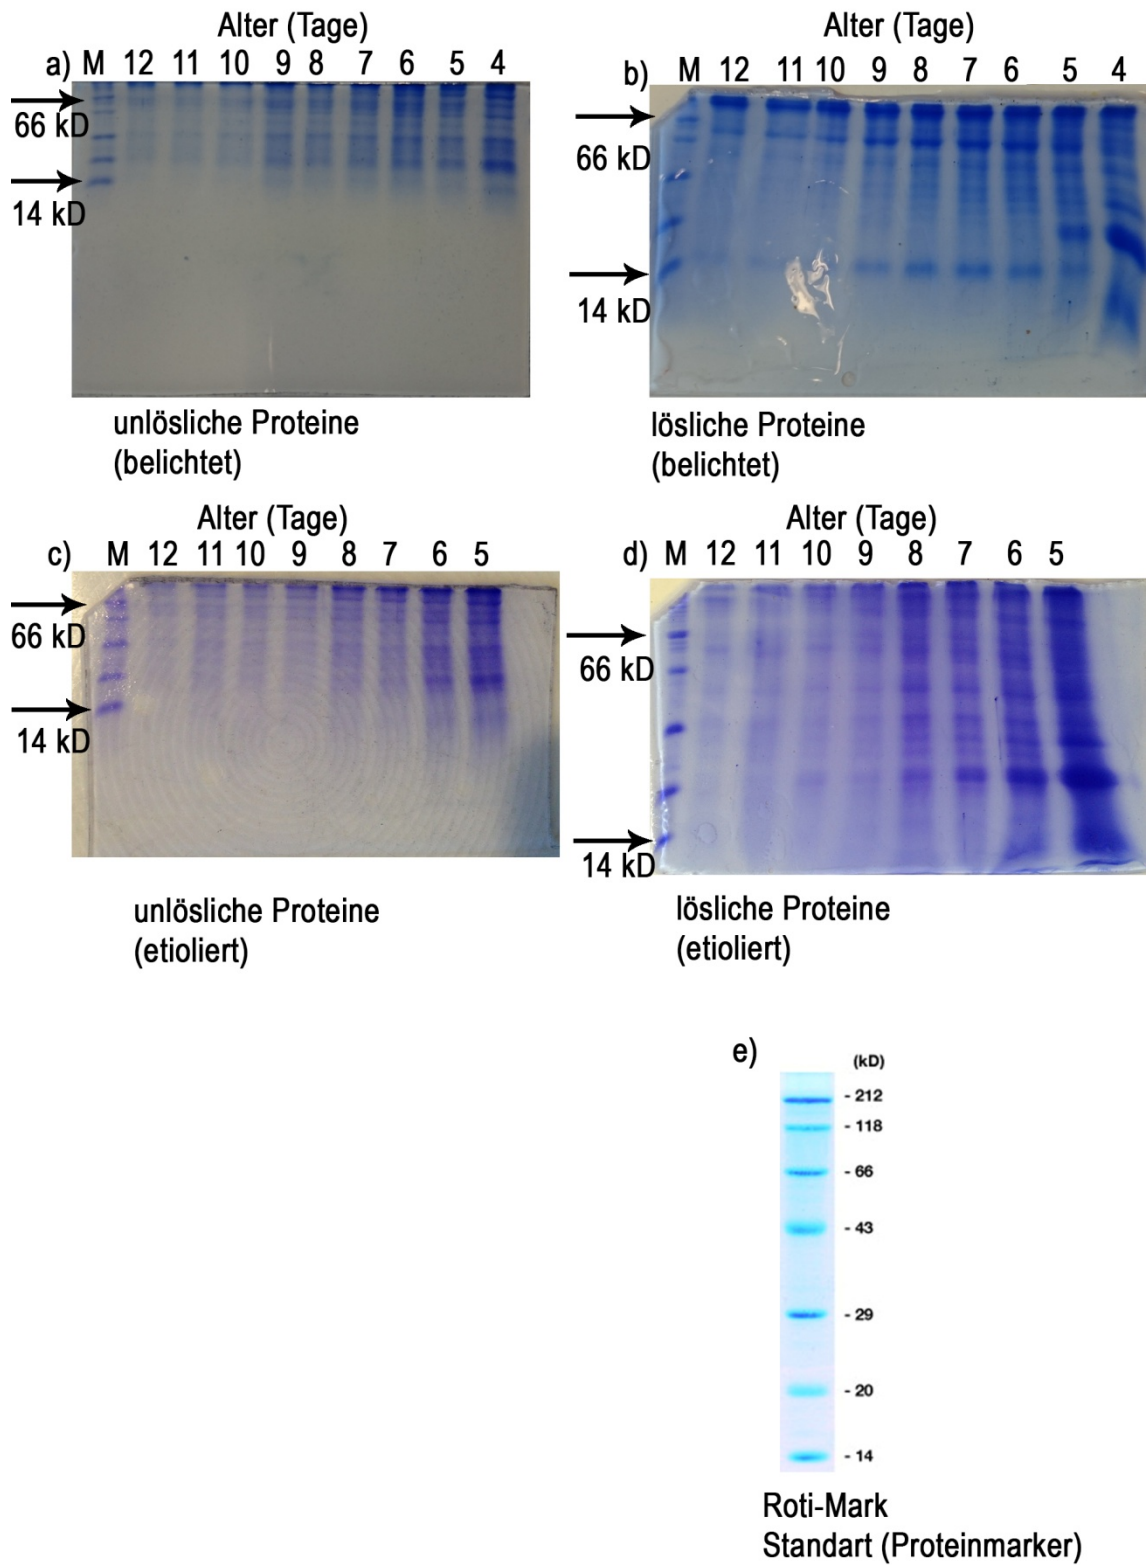 Alter (Tage)
a) M 12 11 10 9 8 7 6 5 4
66 kD
14 kD
unlösliche Proteine
(belichtet)
Alter (Tage)
b) M 12 11 10 9 8 7 6 5 4
66 kD
14 kD
lösliche Proteine
(belichtet)
Alter (Tage)
c) M 12 11 10 9 8 7 6 5
66 kD
14 kD
unlösliche Proteine
(etioliert)
Alter (Tage)
d) M 12 11 10 9 8 7 6 5
66 kD
14 kD
lösliche Proteine
(etioliert)
e) (kD)
- 212
- 118
- 66
- 43
- 29
- 20
- 14
Roti-Mark
Standart (Proteinmarker)